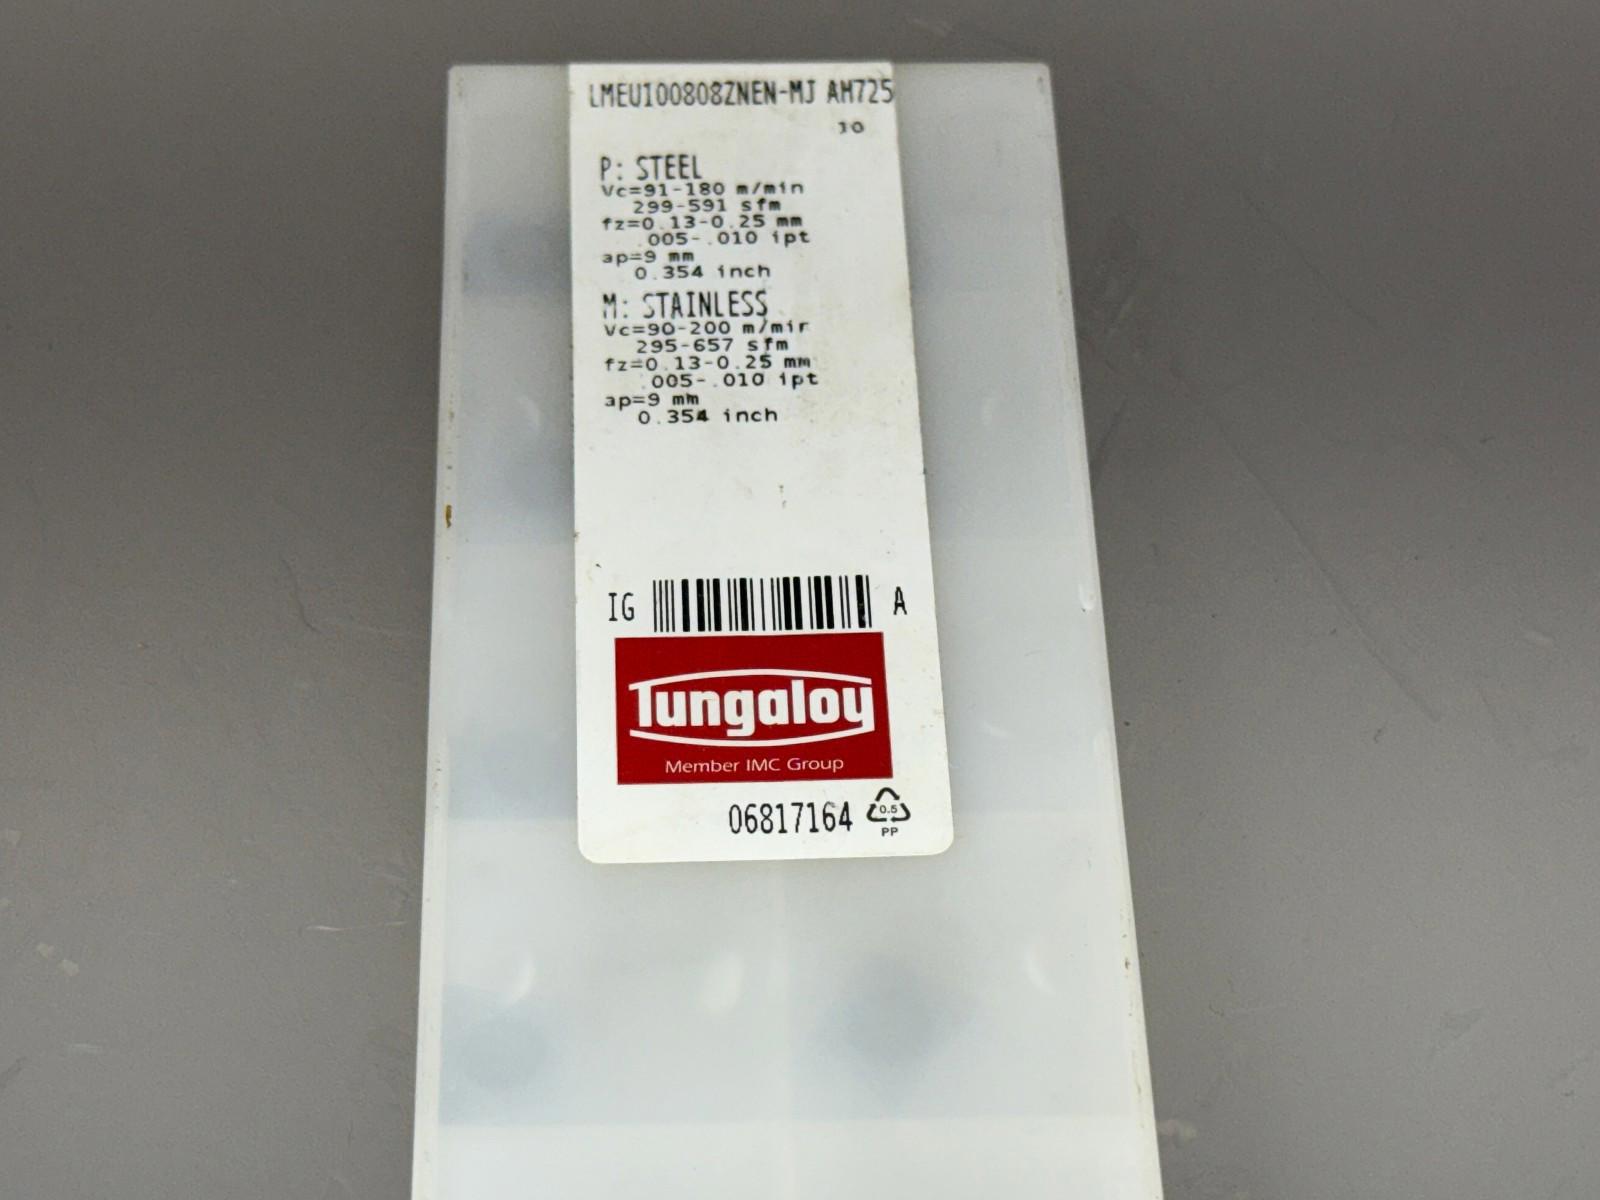 LMEU100808ZNEN-MJ AH725
10
P: STEEL
Vc=91-180 m/min
299-591 sfm
fz=0.13-0.25 mm
.005-.010 ipt
ap=9 mm
0.354 inch
M: STAINLESS
Vc=90-200 m/min
295-657 sfm
fz=0.13-0.25 mm
.005-.010 ipt
ap=9 mm
0.354 inch
IG A
Tungaloy
Member IMC Group
06817164
0.5
PP